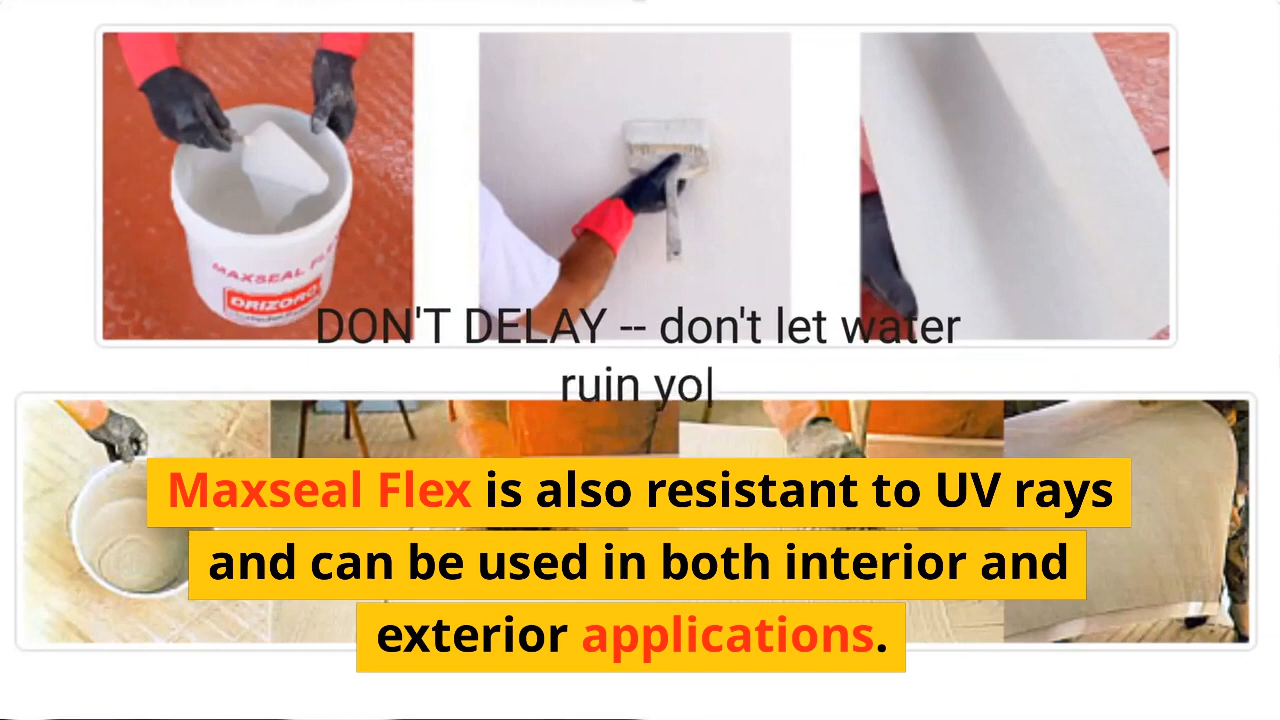 MAXSEAL FLEX
DRIZORO
DON'T DELAY -- don't let water
ruin yo
Maxseal Flex is also resistant to UV rays
and can be used in both interior and
exterior applications.